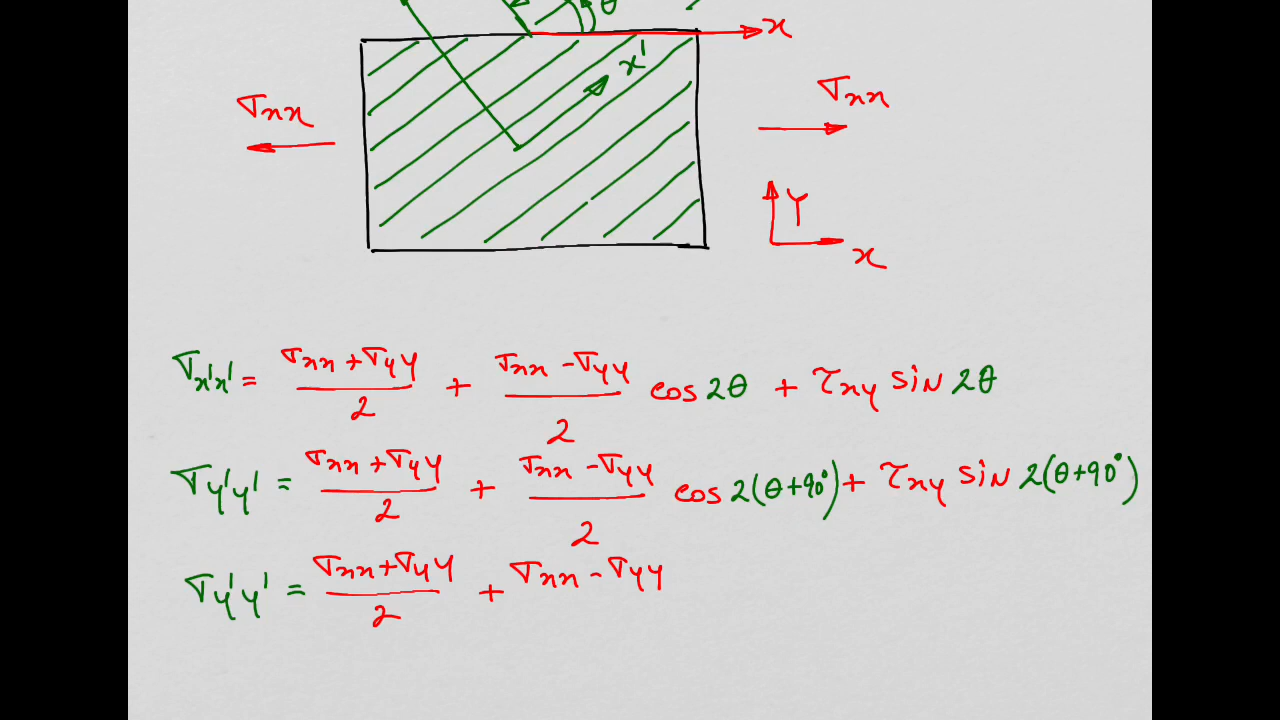 θ
x
x'
σxx
σxx
Y
x
σx'x' = (σxx + σyy)/2 + (σxx - σyy)/2 cos 2θ + τxy sin 2θ
σy'y' = (σxx + σyy)/2 + (σxx - σyy)/2 cos 2(θ+90°) + τxy sin 2(θ+90°)
σy'y' = (σxx + σyy)/2 + σxx - σyy